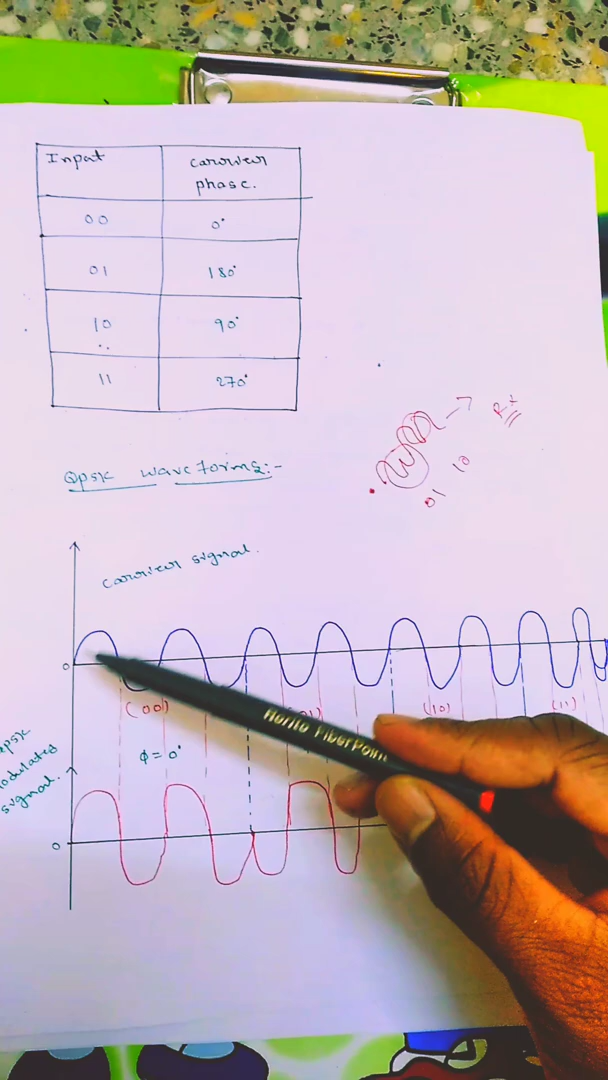 Input
carrier
phase.
00
0°
01
180°
10
90°
11
270°
01 10
Qpsk waveforms:-
carrier signal.
0
(00)
(10)
(11)
Qpsk
modulated
signal.
ϕ = 0°
0
FiberPoint